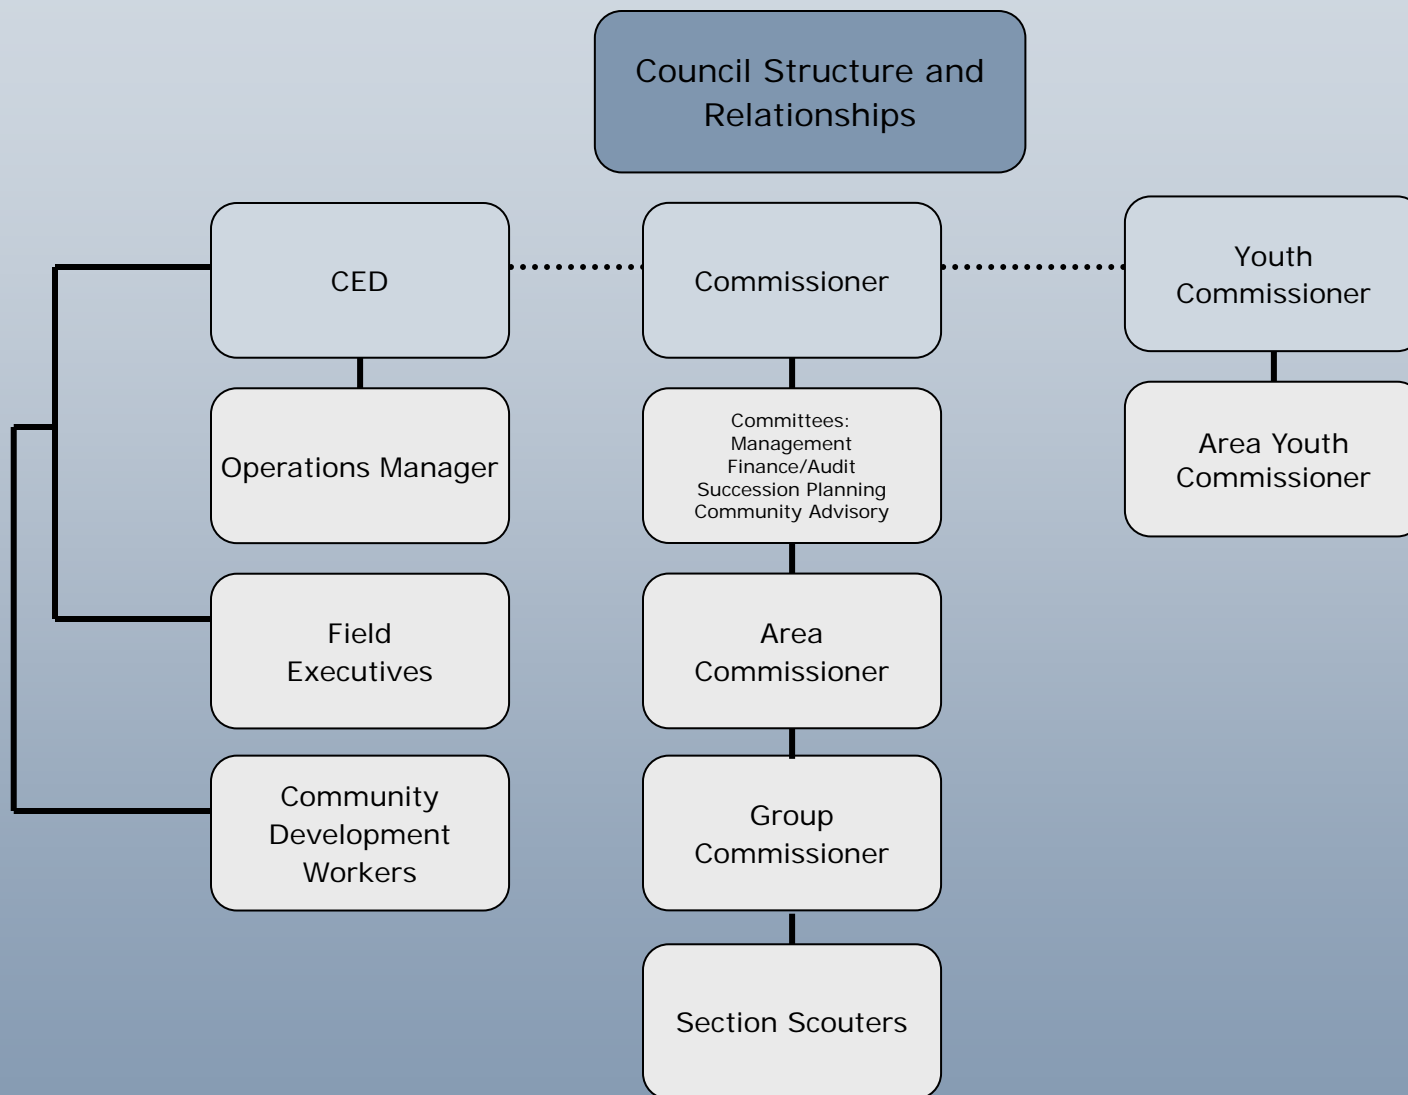 Council Structure and
Relationships
CED
Commissioner
Youth
Commissioner
Operations Manager
Committees:
Management
Finance/Audit
Succession Planning
Community Advisory
Area Youth
Commissioner
Field
Executives
Area
Commissioner
Community
Development
Workers
Group
Commissioner
Section Scouters